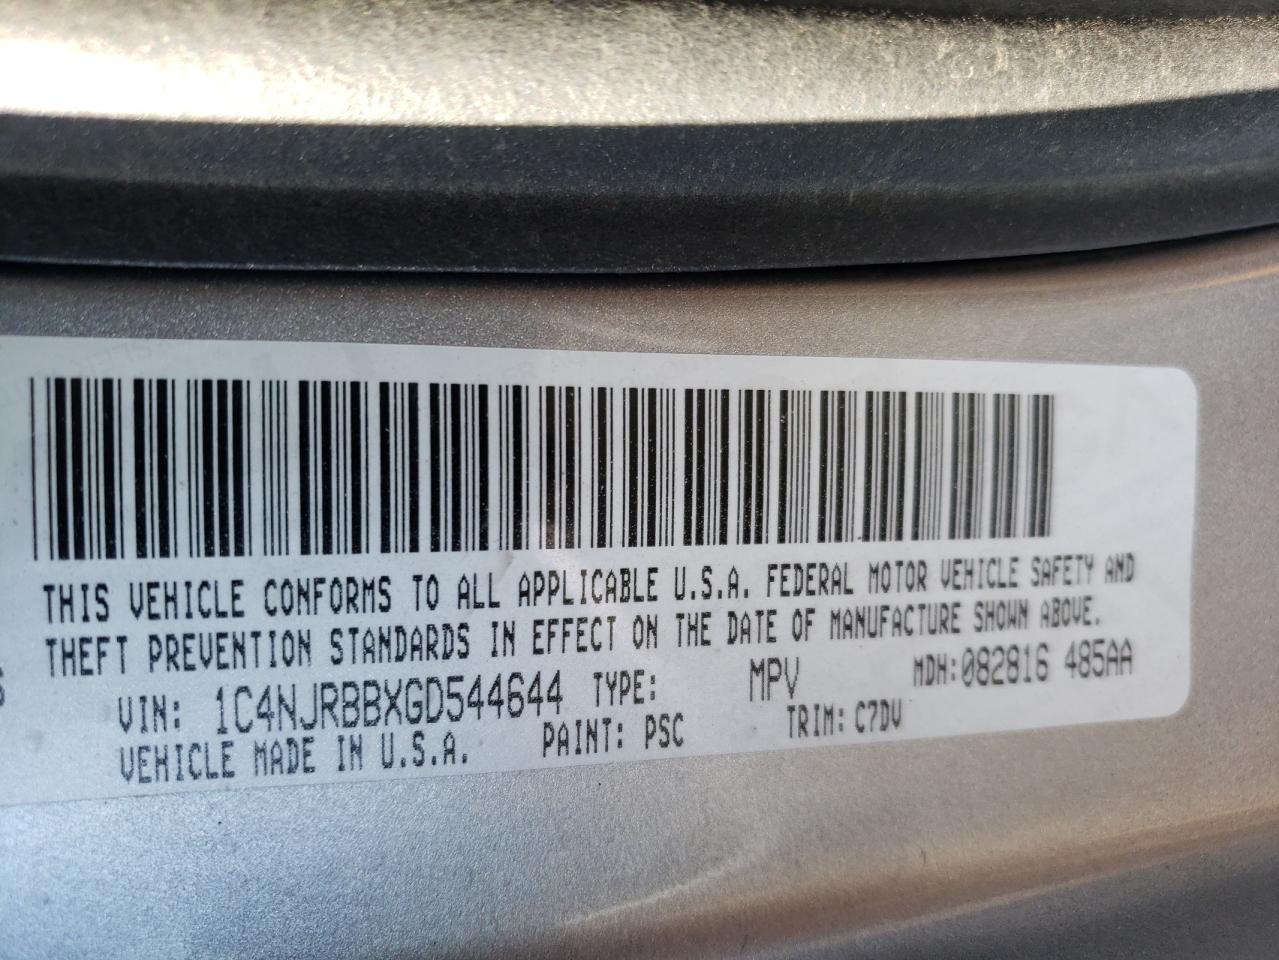 THIS VEHICLE CONFORMS TO ALL APPLICABLE U.S.A. FEDERAL MOTOR VEHICLE SAFETY AND
THEFT PREVENTION STANDARDS IN EFFECT ON THE DATE OF MANUFACTURE SHOWN ABOVE.
VIN: 1C4NJRBBXGD544644 TYPE: MPV MDH:082816 485AA
VEHICLE MADE IN U.S.A. PAINT: PSC TRIM: C7DV